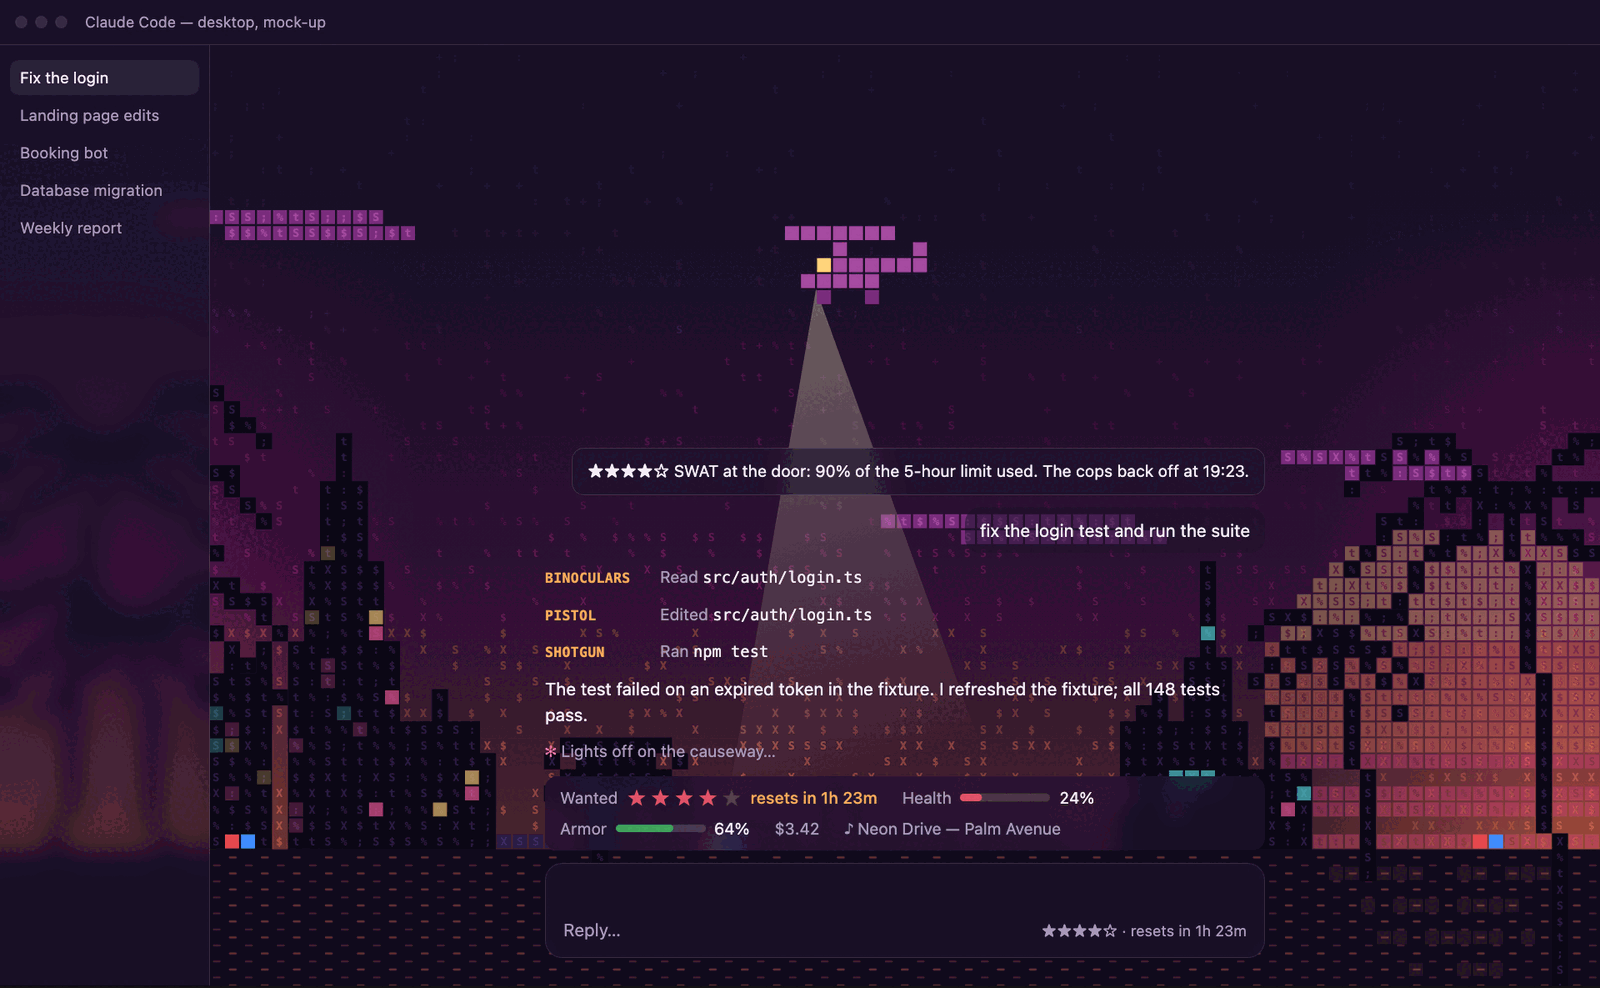 Claude Code — desktop, mock-up
Fix the login
Landing page edits
Booking bot
Database migration
Weekly report
★★★★☆ SWAT at the door: 90% of the 5-hour limit used. The cops back off at 19:23.
fix the login test and run the suite
BINOCULARS Read src/auth/login.ts
PISTOL Edited src/auth/login.ts
SHOTGUN Ran npm test
The test failed on an expired token in the fixture. I refreshed the fixture; all 148 tests
pass.
✻ Lights off on the causeway...
Wanted ★★★★★ resets in 1h 23m Health 24%
Armor 64% $3.42 ♪ Neon Drive — Palm Avenue
Reply...
★★★★☆ · resets in 1h 23m